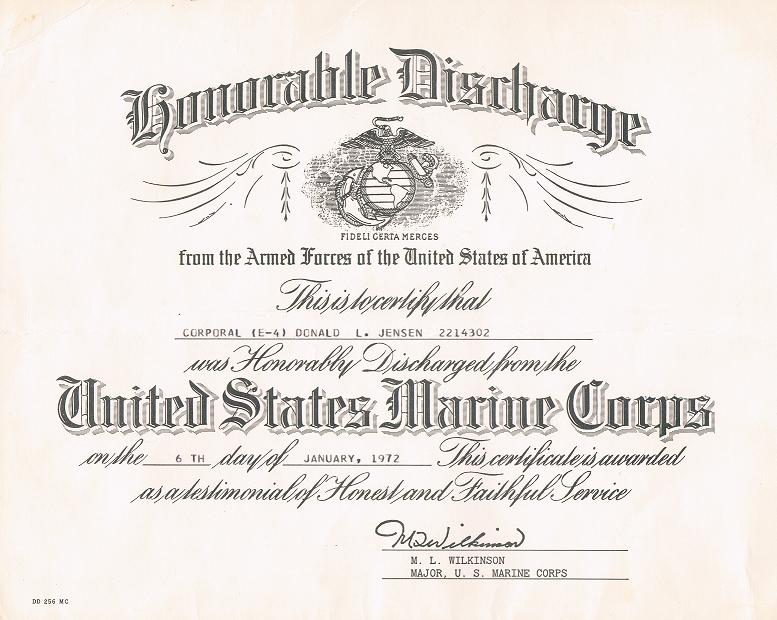 Honorable Discharge
FIDELI CERTA MERCES
from the Armed Forces of the United States of America
This is to certify that
CORPORAL (E-4) DONALD L. JENSEN 2214302
was Honorably Discharged from the
United States Marine Corps
on the 6 TH day of JANUARY, 1972 This certificate is awarded
as a testimonial of Honest and Faithful Service
M L Wilkinson
M. L. WILKINSON
MAJOR, U. S. MARINE CORPS
DD 256 MC